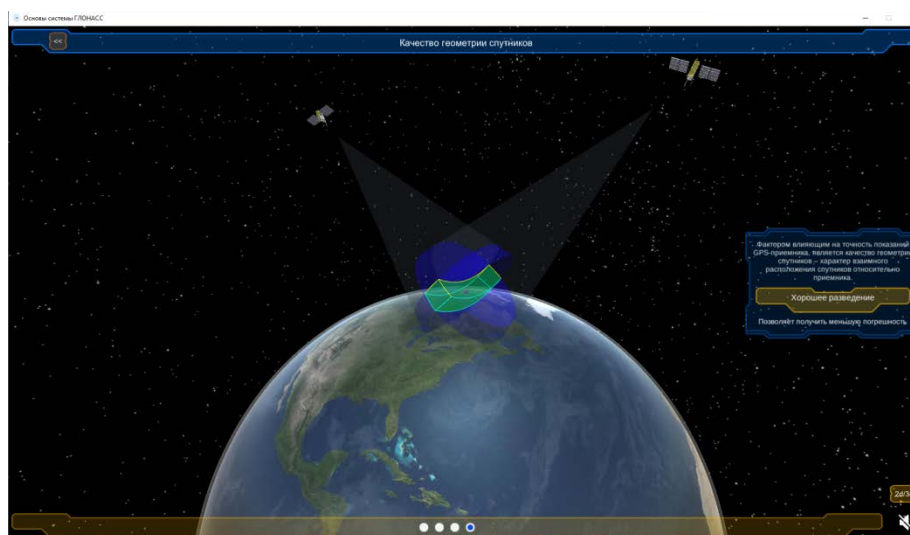 Основы системы ГЛОНАСС
<<
Качество геометрии спутников
Фактором влияющим на точность показаний
GPS-приемника, является качество геометрии
спутников – характер взаимного
расположения спутников относительно
приемника.
Хорошее разведение
Позволяет получить меньшую погрешность